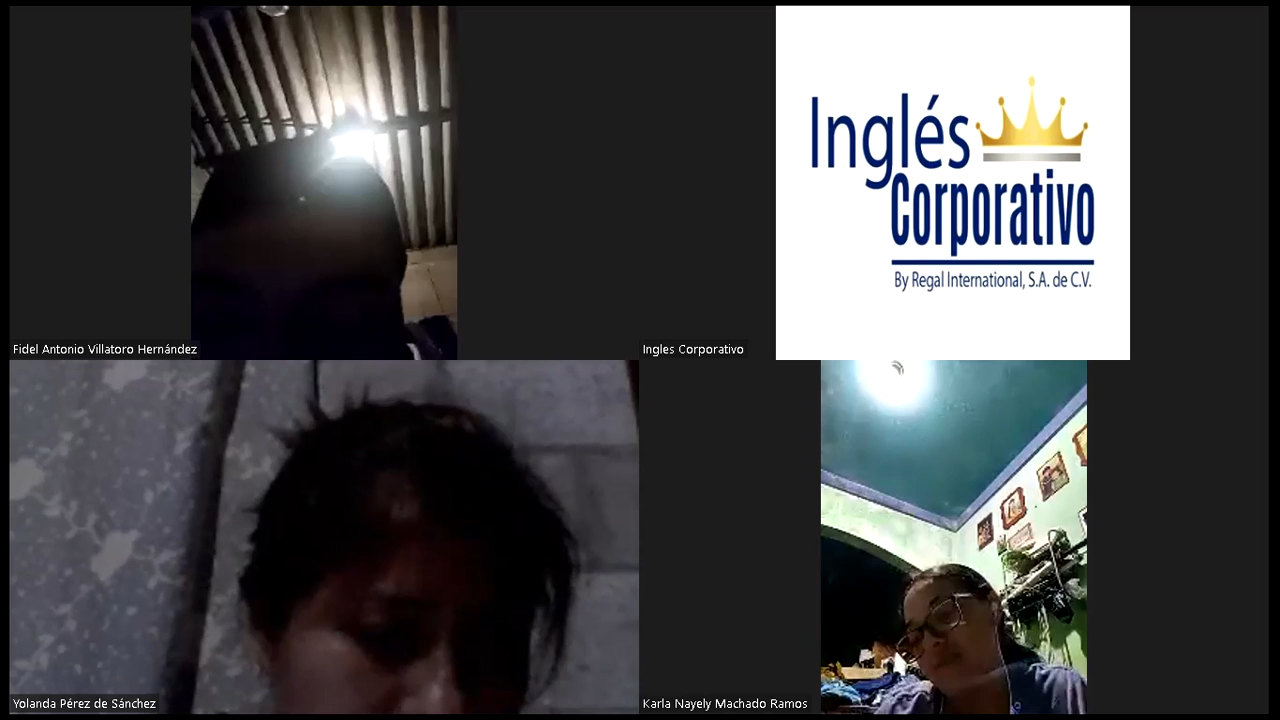 Inglés
Corporativo
By Regal International, S.A. de C.V.
Fidel Antonio Villatoro Hernández
Ingles Corporativo
Yolanda Pérez de Sánchez
Karla Nayely Machado Ramos